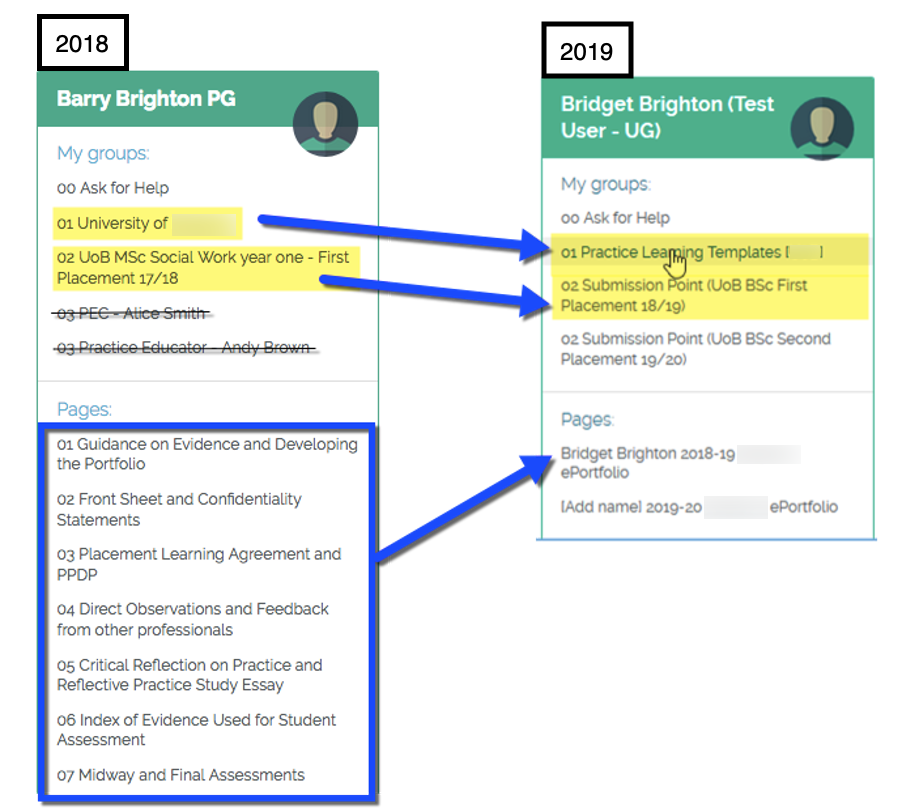 2018
Barry Brighton PG
My groups:
00 Ask for Help
01 University of
02 UoB MSc Social Work year one - First
Placement 17/18
03 PEC - Alice Smith
03 Practice Educator - Andy Brown
Pages:
01 Guidance on Evidence and Developing
the Portfolio
02 Front Sheet and Confidentiality
Statements
03 Placement Learning Agreement and
PPDP
04 Direct Observations and Feedback
from other professionals
05 Critical Reflection on Practice and
Reflective Practice Study Essay
06 Index of Evidence Used for Student
Assessment
07 Midway and Final Assessments
2019
Bridget Brighton (Test
User - UG)
My groups:
00 Ask for Help
01 Practice Learning Templates [ ]
02 Submission Point (UoB BSc First
Placement 18/19)
02 Submission Point (UoB BSc Second
Placement 19/20)
Pages:
Bridget Brighton 2018-19
ePortfolio
[Add name] 2019-20 ePortfolio